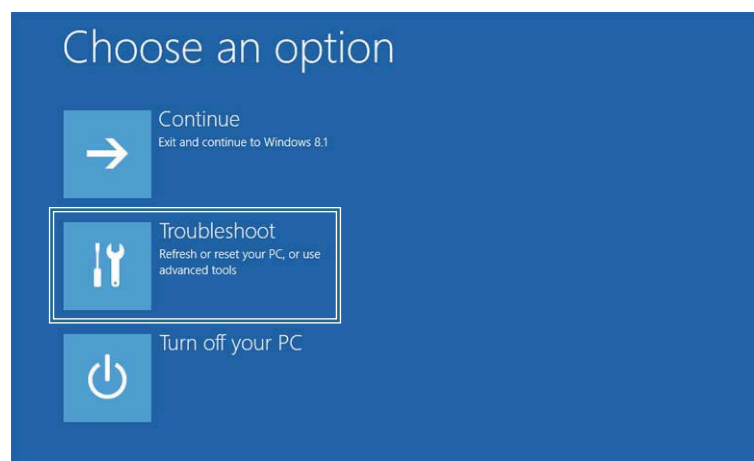 Choose an option
Continue
Exit and continue to Windows 8.1
Troubleshoot
Refresh or reset your PC, or use
advanced tools
Turn off your PC